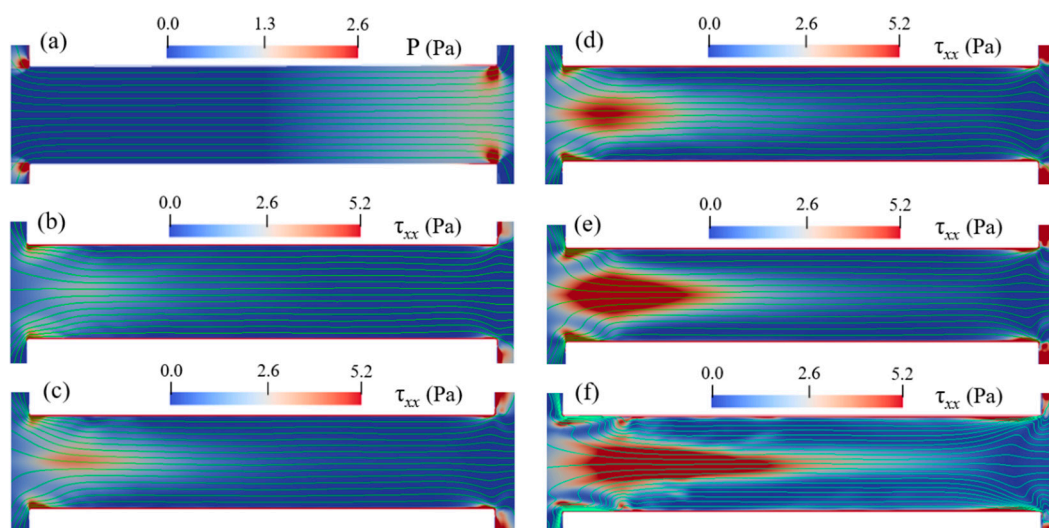 (a)
0.0 1.3 2.6
P (Pa)
(b)
0.0 2.6 5.2
τxx (Pa)
(c)
0.0 2.6 5.2
τxx (Pa)
(d)
0.0 2.6 5.2
τxx (Pa)
(e)
0.0 2.6 5.2
τxx (Pa)
(f)
0.0 2.6 5.2
τxx (Pa)